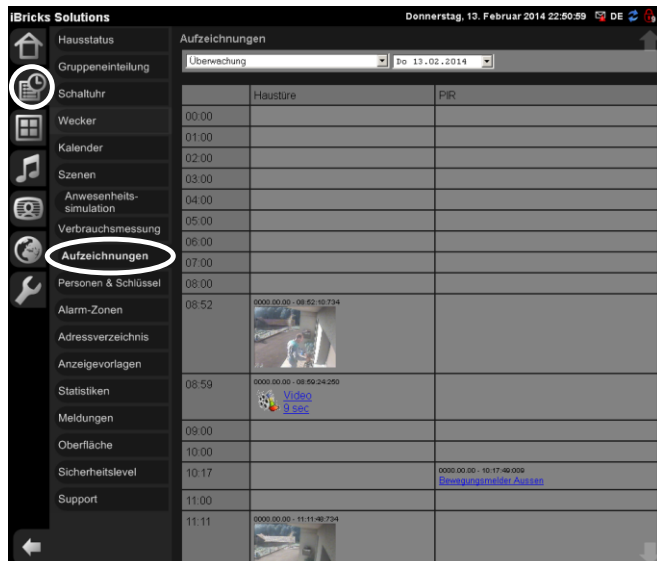 iBricks Solutions
Donnerstag, 13. Februar 2014 22:50:59 DE
Hausstatus
Gruppeneinteilung
Schaltuhr
Wecker
Kalender
Szenen
Anwesenheits-
simulation
Verbrauchsmessung
Aufzeichnungen
Personen & Schlüssel
Alarm-Zonen
Adressverzeichnis
Anzeigevorlagen
Statistiken
Meldungen
Oberfläche
Sicherheitslevel
Support
Aufzeichnungen
Überwachung
Do 13.02.2014
Haustüre PIR
00:00
01:00
02:00
03:00
04:00
05:00
06:00
07:00
08:00
08:52 0000.00.00 - 08:52:10:734
08:59 0000.00.00 - 08:59:24:250
Video
9 sec
09:00
10:00
10:17 0000.00.00 - 10:17:49:009
Bewegungsmelder Aussen
11:00
11:11 0000.00.00 - 11:11:48:734